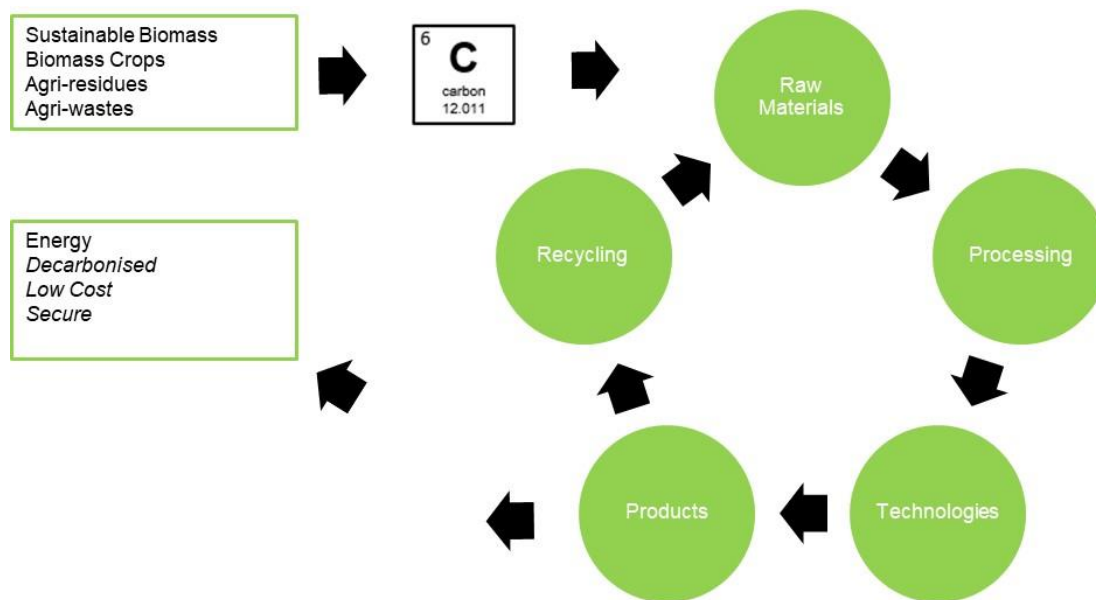 Sustainable Biomass
Biomass Crops
Agri-residues
Agri-wastes
6
C
carbon
12.011
Raw
Materials
Recycling
Processing
Energy
Decarbonised
Low Cost
Secure
Products
Technologies